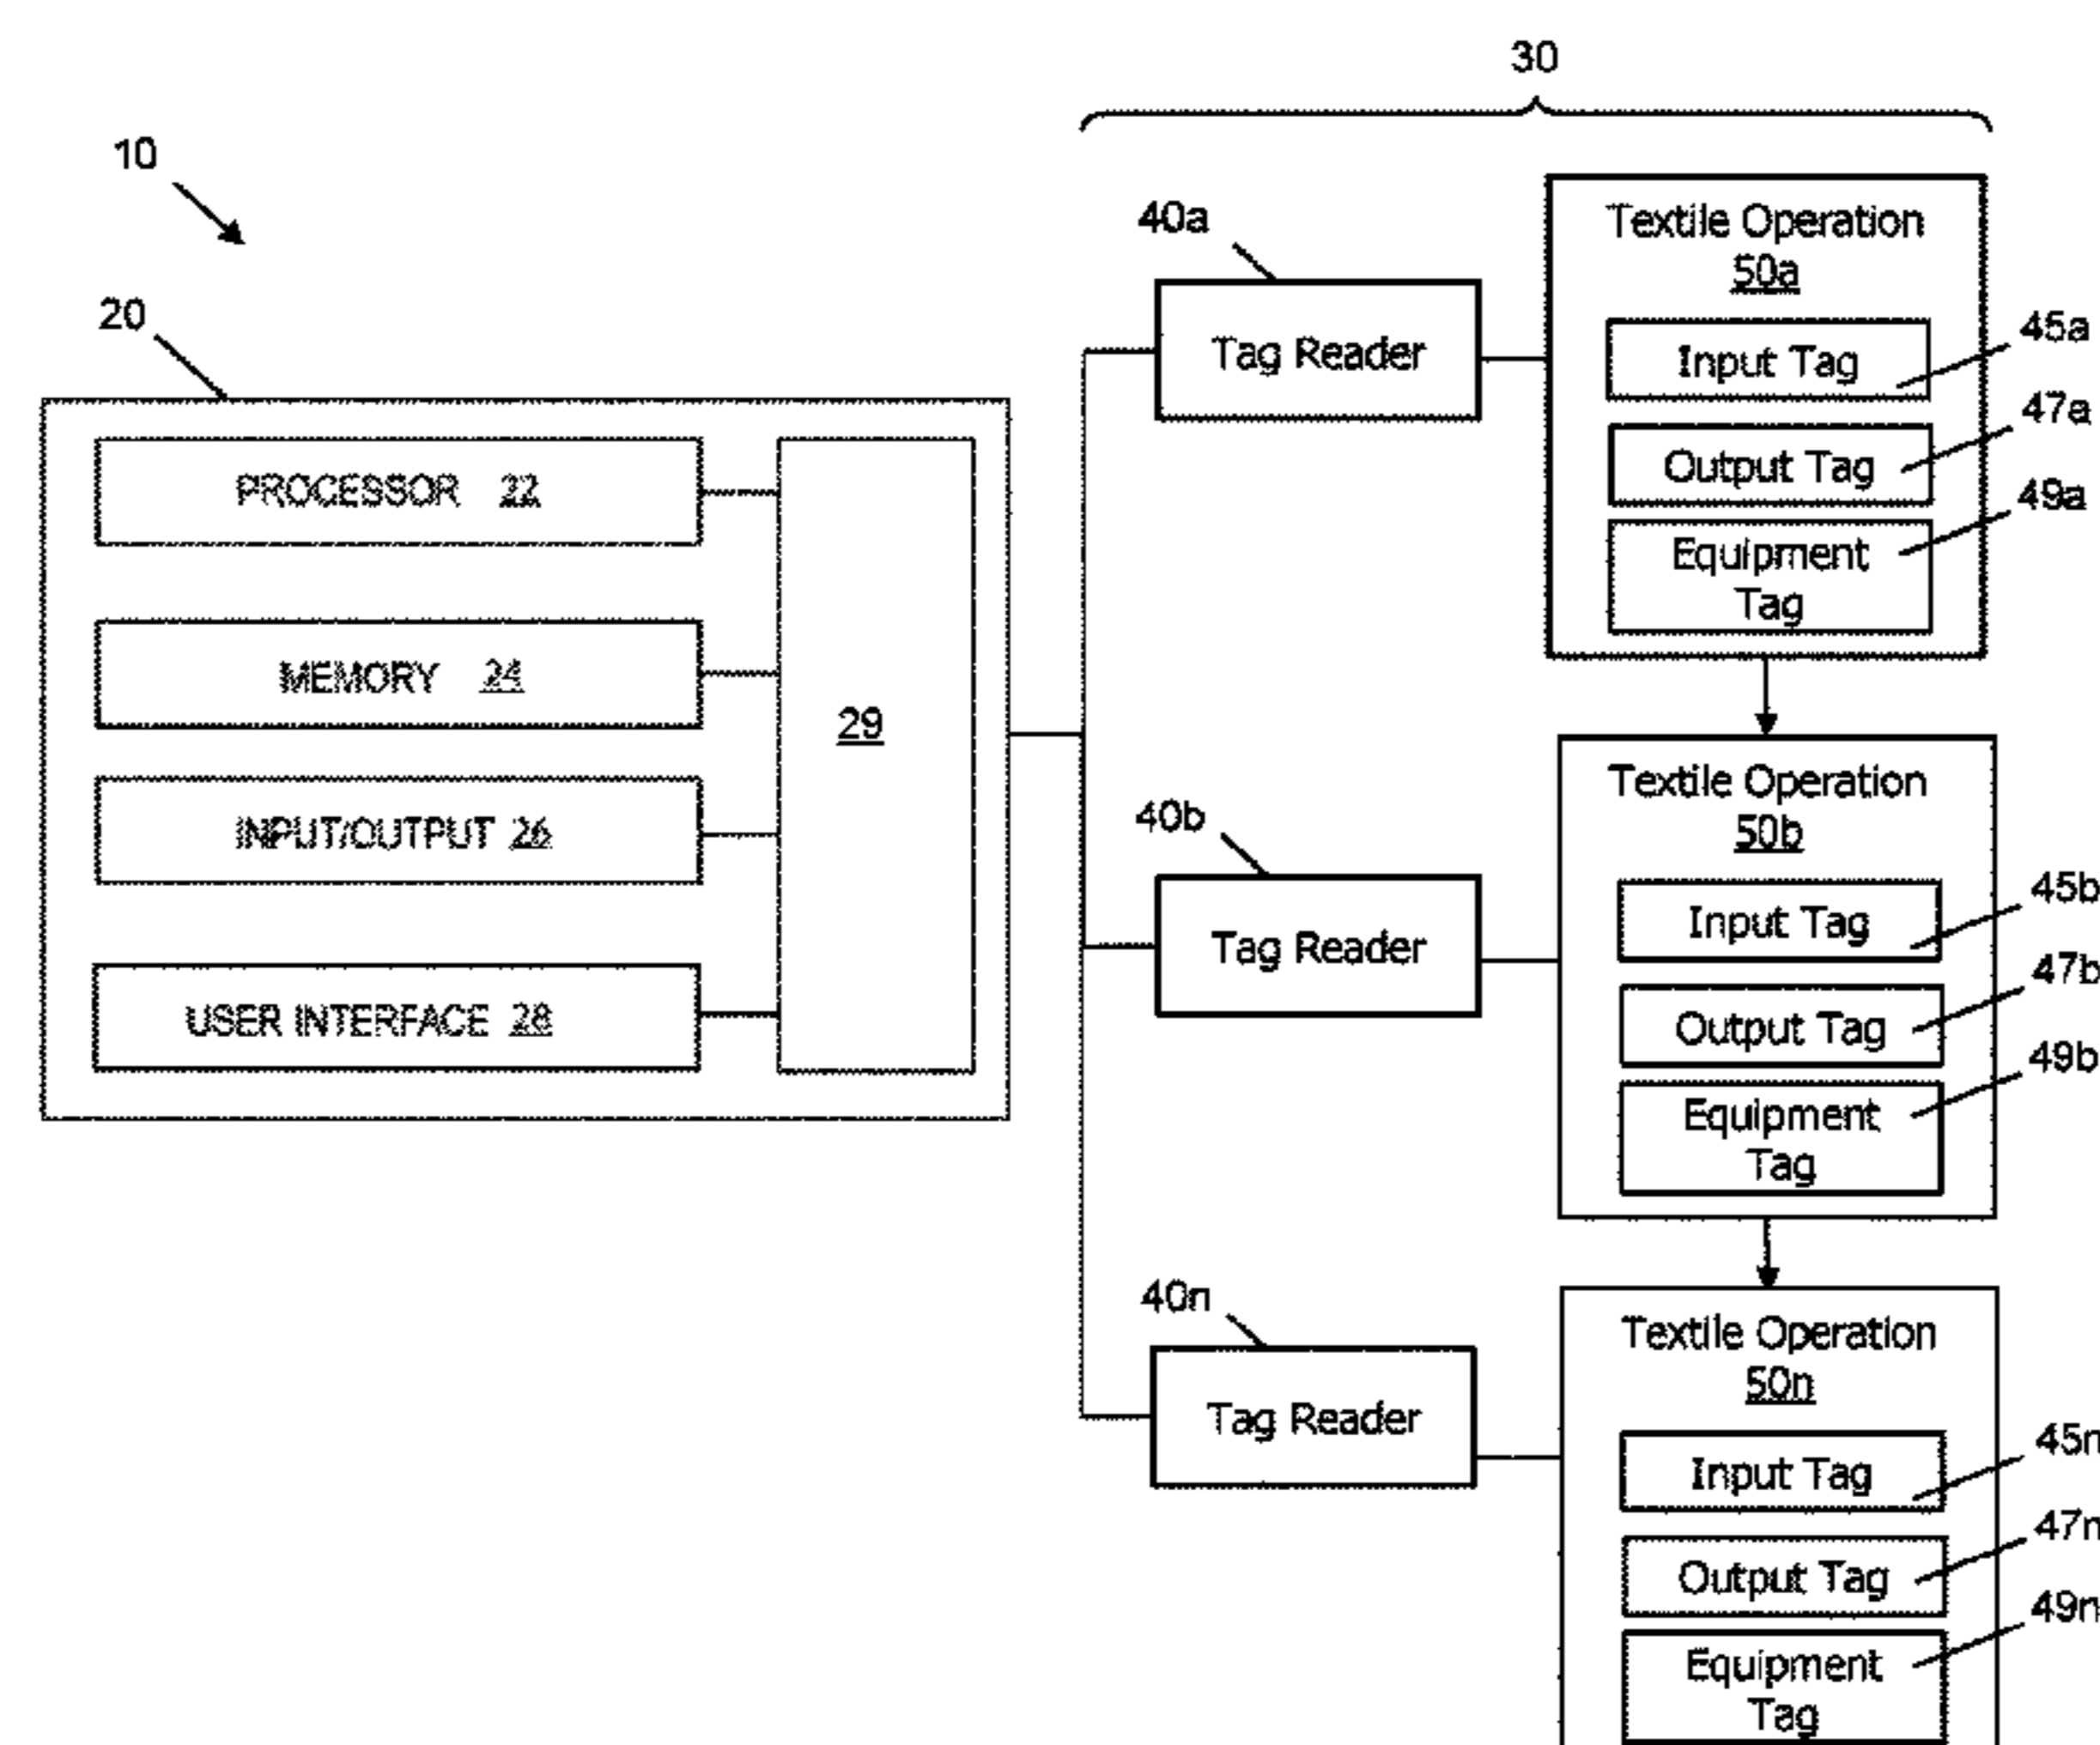 30
10
40a
Textile Operation
50a
20
Tag Reader
Input Tag
45a
Output Tag
47a
Equipment
Tag
49a
PROCESSOR 22
MEMORY 24
INPUT/OUTPUT 26
USER INTERFACE 28
29
40b
Textile Operation
50b
Tag Reader
Input Tag
45b
Output Tag
47b
Equipment
Tag
49b
40n
Textile Operation
50n
Tag Reader
Input Tag
45n
Output Tag
47n
Equipment
Tag
49n